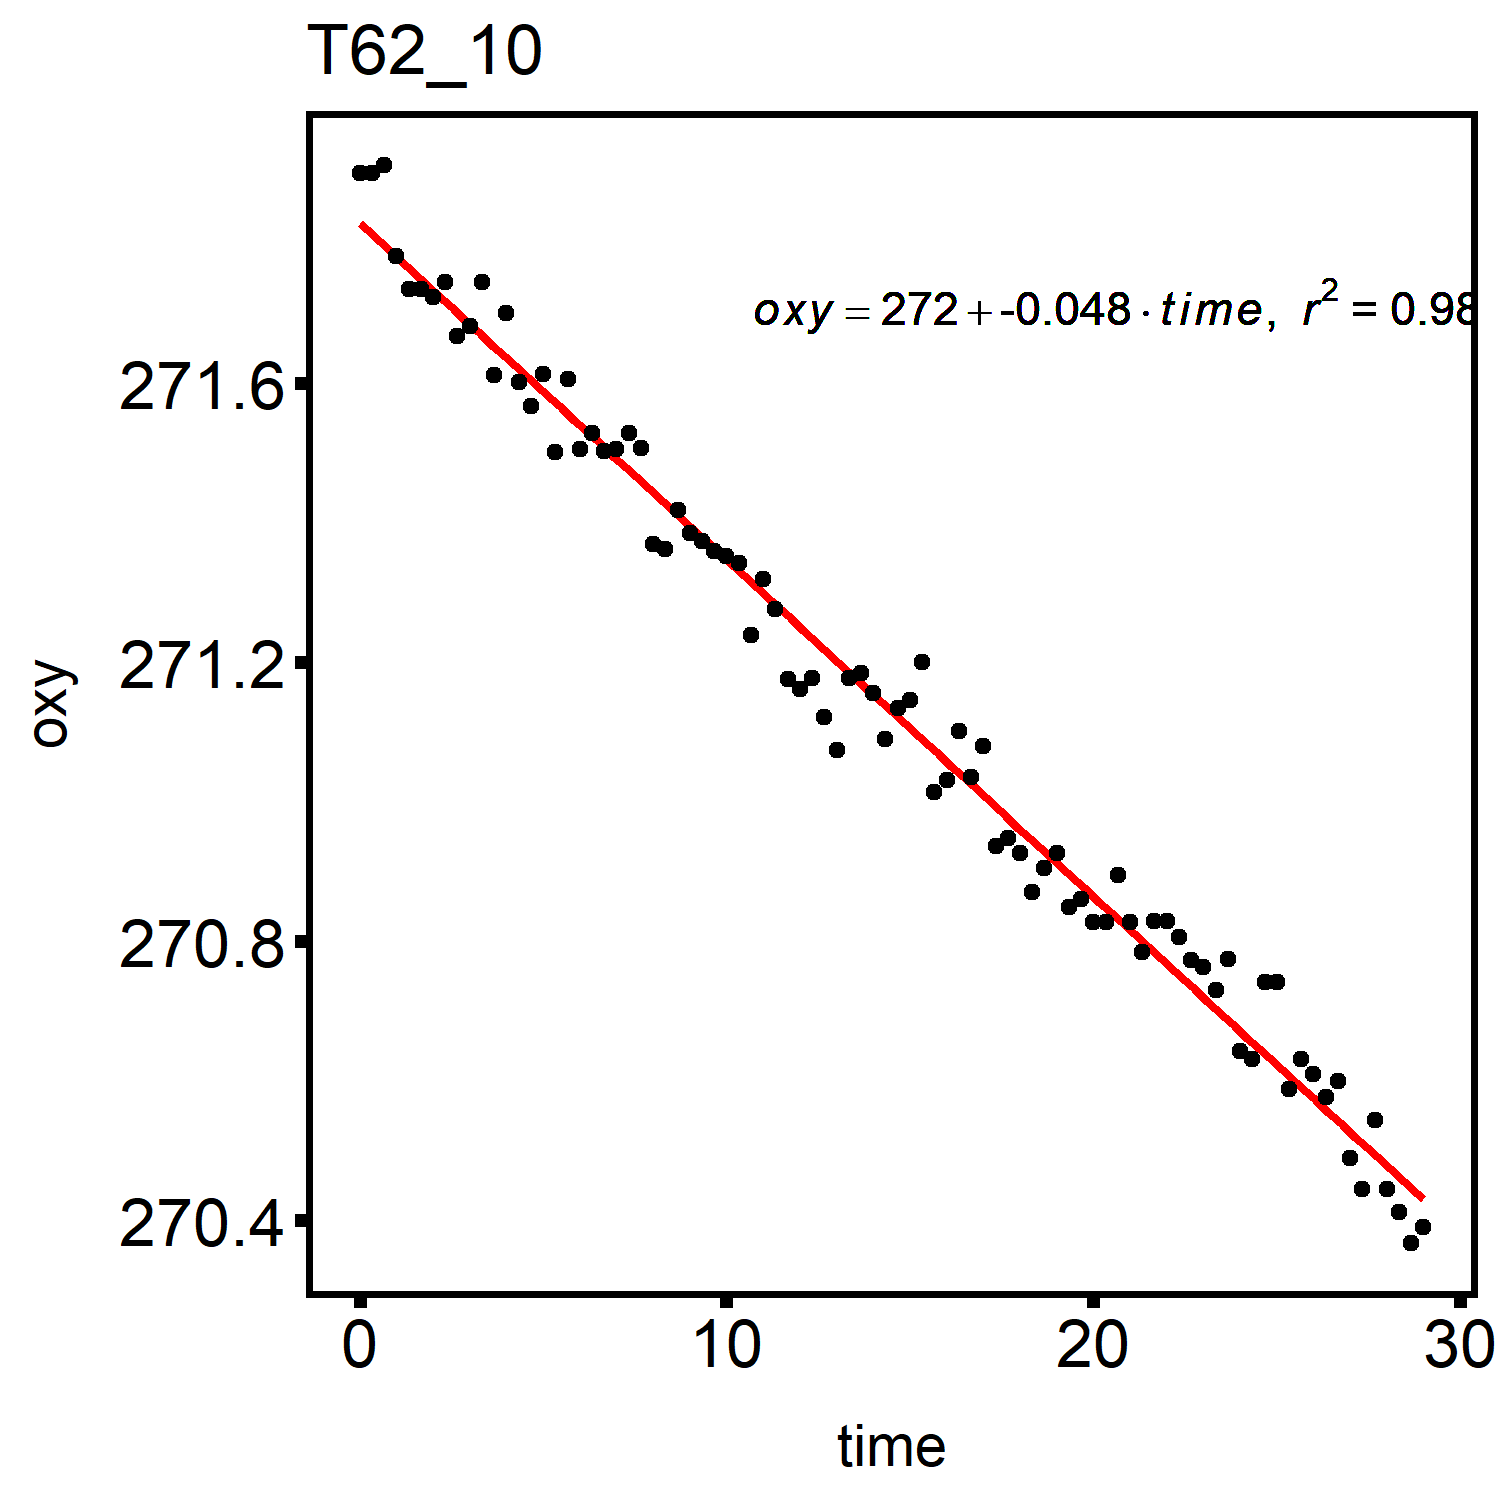 T62_10
oxy = 272 + -0.048 · time, r² = 0.98
271.6
271.2
270.8
270.4
oxy
0 10 20 30
time